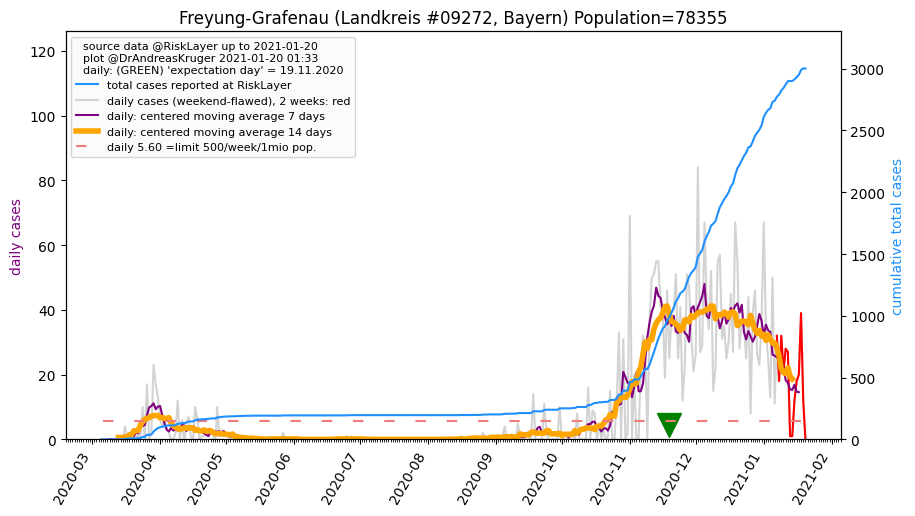 Freyung-Grafenau (Landkreis #09272, Bayern) Population=78355
source data @RiskLayer up to 2021-01-20
plot @DrAndreasKruger 2021-01-20 01:33
daily: (GREEN) 'expectation day' = 19.11.2020
total cases reported at RiskLayer
daily cases (weekend-flawed), 2 weeks: red
daily: centered moving average 7 days
daily: centered moving average 14 days
daily 5.60 =limit 500/week/1mio pop.
daily cases
120
100
80
60
40
20
0
cumulative total cases
3000
2500
2000
1500
1000
500
0
2020-03
2020-04
2020-05
2020-06
2020-07
2020-08
2020-09
2020-10
2020-11
2020-12
2021-01
2021-02